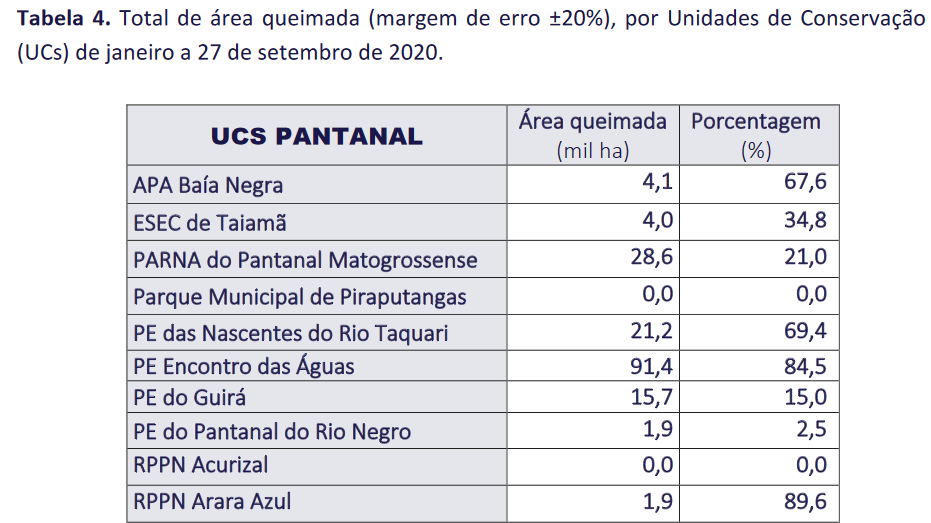 Tabela 4. Total de área queimada (margem de erro ±20%), por Unidades de Conservação
(UCs) de janeiro a 27 de setembro de 2020.
UCS PANTANAL Área queimada (mil ha) Porcentagem (%)
APA Baía Negra 4,1 67,6
ESEC de Taiamã 4,0 34,8
PARNA do Pantanal Matogrossense 28,6 21,0
Parque Municipal de Piraputangas 0,0 0,0
PE das Nascentes do Rio Taquari 21,2 69,4
PE Encontro das Águas 91,4 84,5
PE do Guirá 15,7 15,0
PE do Pantanal do Rio Negro 1,9 2,5
RPPN Acurizal 0,0 0,0
RPPN Arara Azul 1,9 89,6